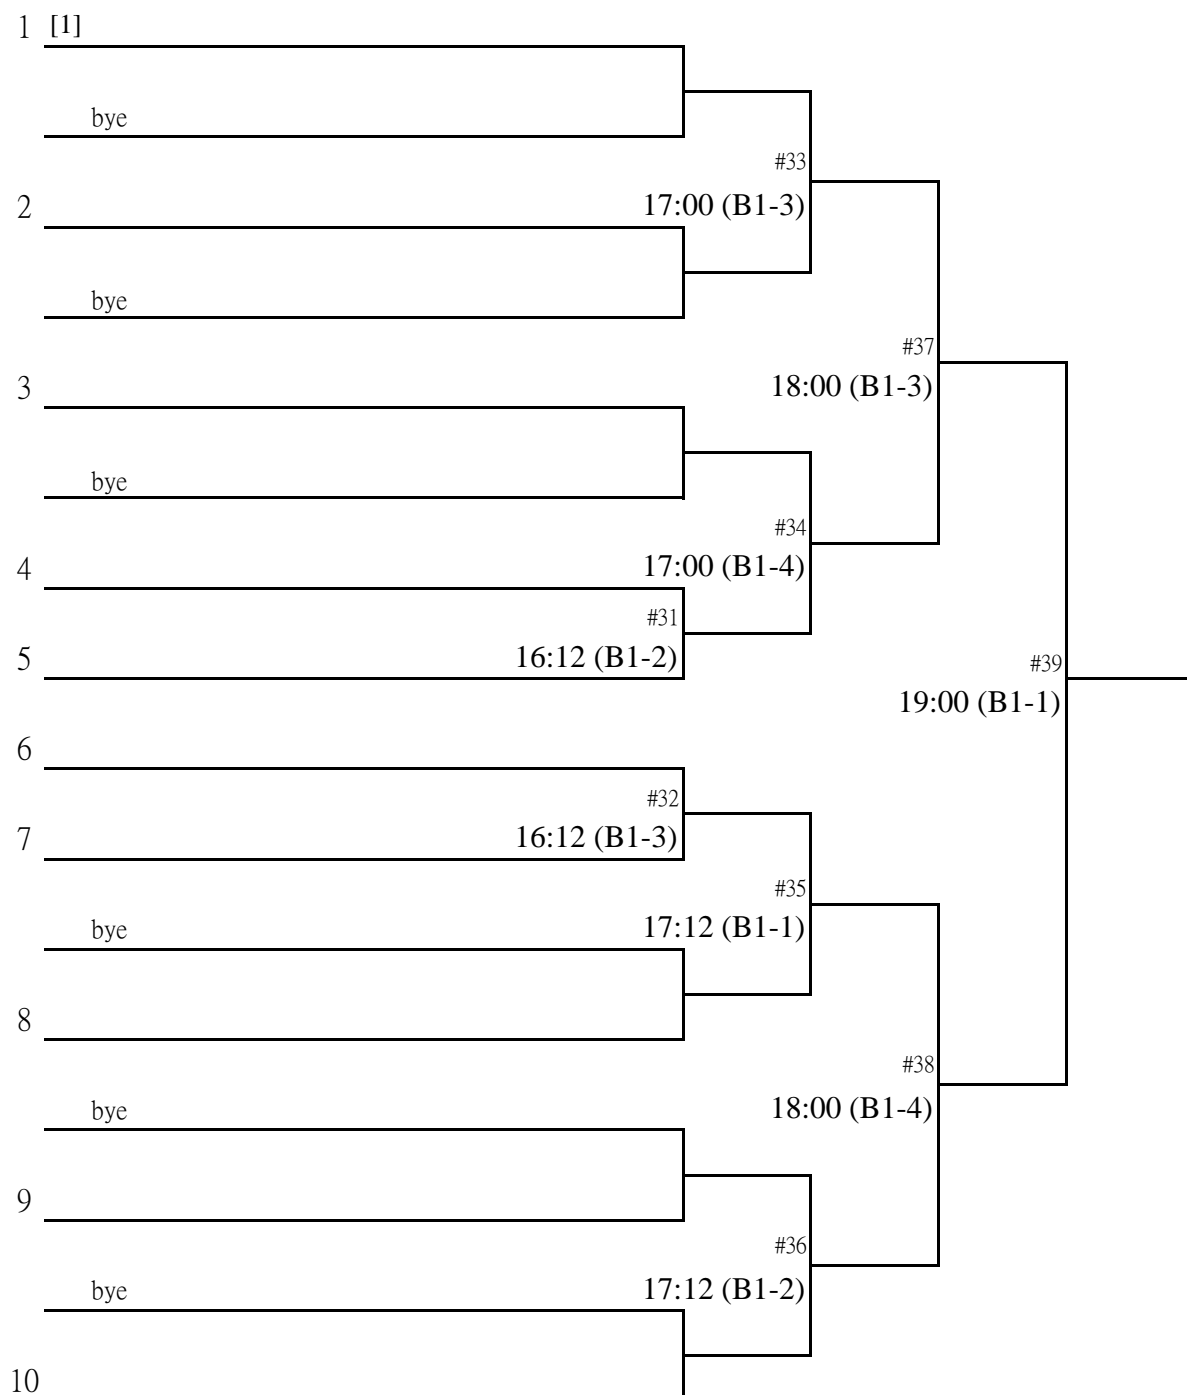 1 [1]
bye
#33
2 17:00 (B1-3)
bye
#37
3 18:00 (B1-3)
bye
#34
4 17:00 (B1-4)
#31
5 16:12 (B1-2)
#39
19:00 (B1-1)
6
#32
7 16:12 (B1-3)
#35
bye 17:12 (B1-1)
8
#38
bye 18:00 (B1-4)
9
#36
bye 17:12 (B1-2)
10